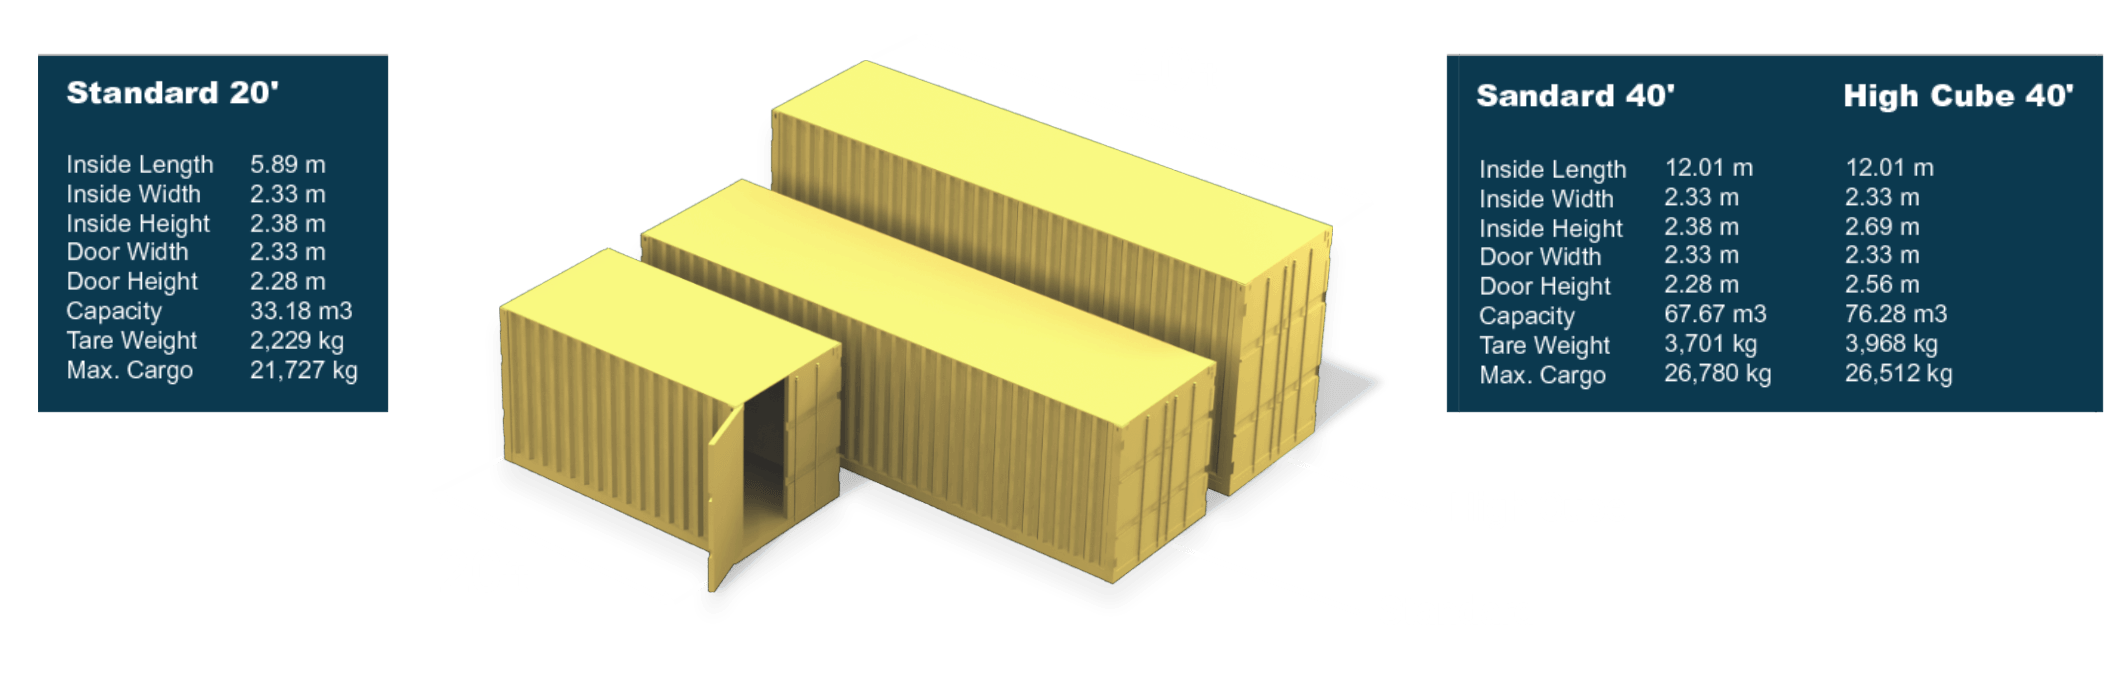 Standard 20'
Inside Length 5.89 m
Inside Width 2.33 m
Inside Height 2.38 m
Door Width 2.33 m
Door Height 2.28 m
Capacity 33.18 m3
Tare Weight 2,229 kg
Max. Cargo 21,727 kg
Sandard 40' High Cube 40'
Inside Length 12.01 m 12.01 m
Inside Width 2.33 m 2.33 m
Inside Height 2.38 m 2.69 m
Door Width 2.33 m 2.33 m
Door Height 2.28 m 2.56 m
Capacity 67.67 m3 76.28 m3
Tare Weight 3,701 kg 3,968 kg
Max. Cargo 26,780 kg 26,512 kg